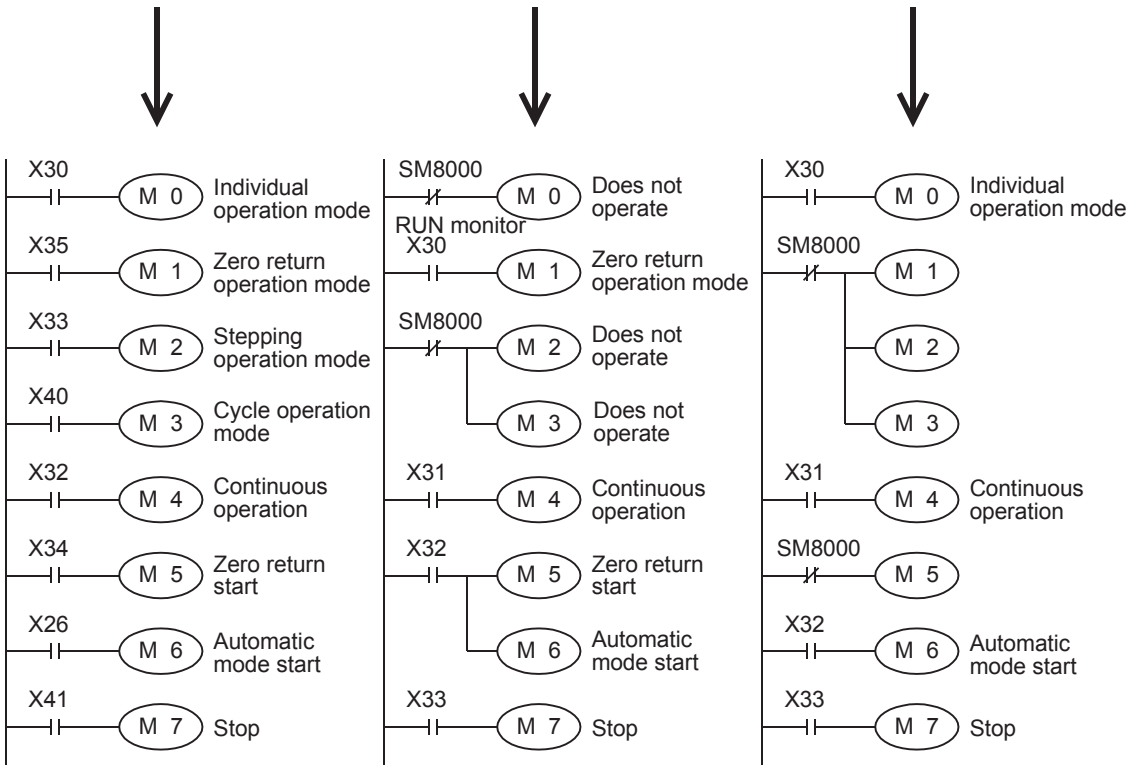 X30
M 0
Individual
operation mode
X35
M 1
Zero return
operation mode
X33
M 2
Stepping
operation mode
X40
M 3
Cycle operation
mode
X32
M 4
Continuous
operation
X34
M 5
Zero return
start
X26
M 6
Automatic
mode start
X41
M 7
Stop
SM8000
M 0
Does not
operate
RUN monitor
X30
M 1
Zero return
operation mode
SM8000
M 2
Does not
operate
M 3
Does not
operate
X31
M 4
Continuous
operation
X32
M 5
Zero return
start
M 6
Automatic
mode start
X33
M 7
Stop
X30
M 0
Individual
operation mode
SM8000
M 1
M 2
M 3
X31
M 4
Continuous
operation
SM8000
M 5
X32
M 6
Automatic
mode start
X33
M 7
Stop